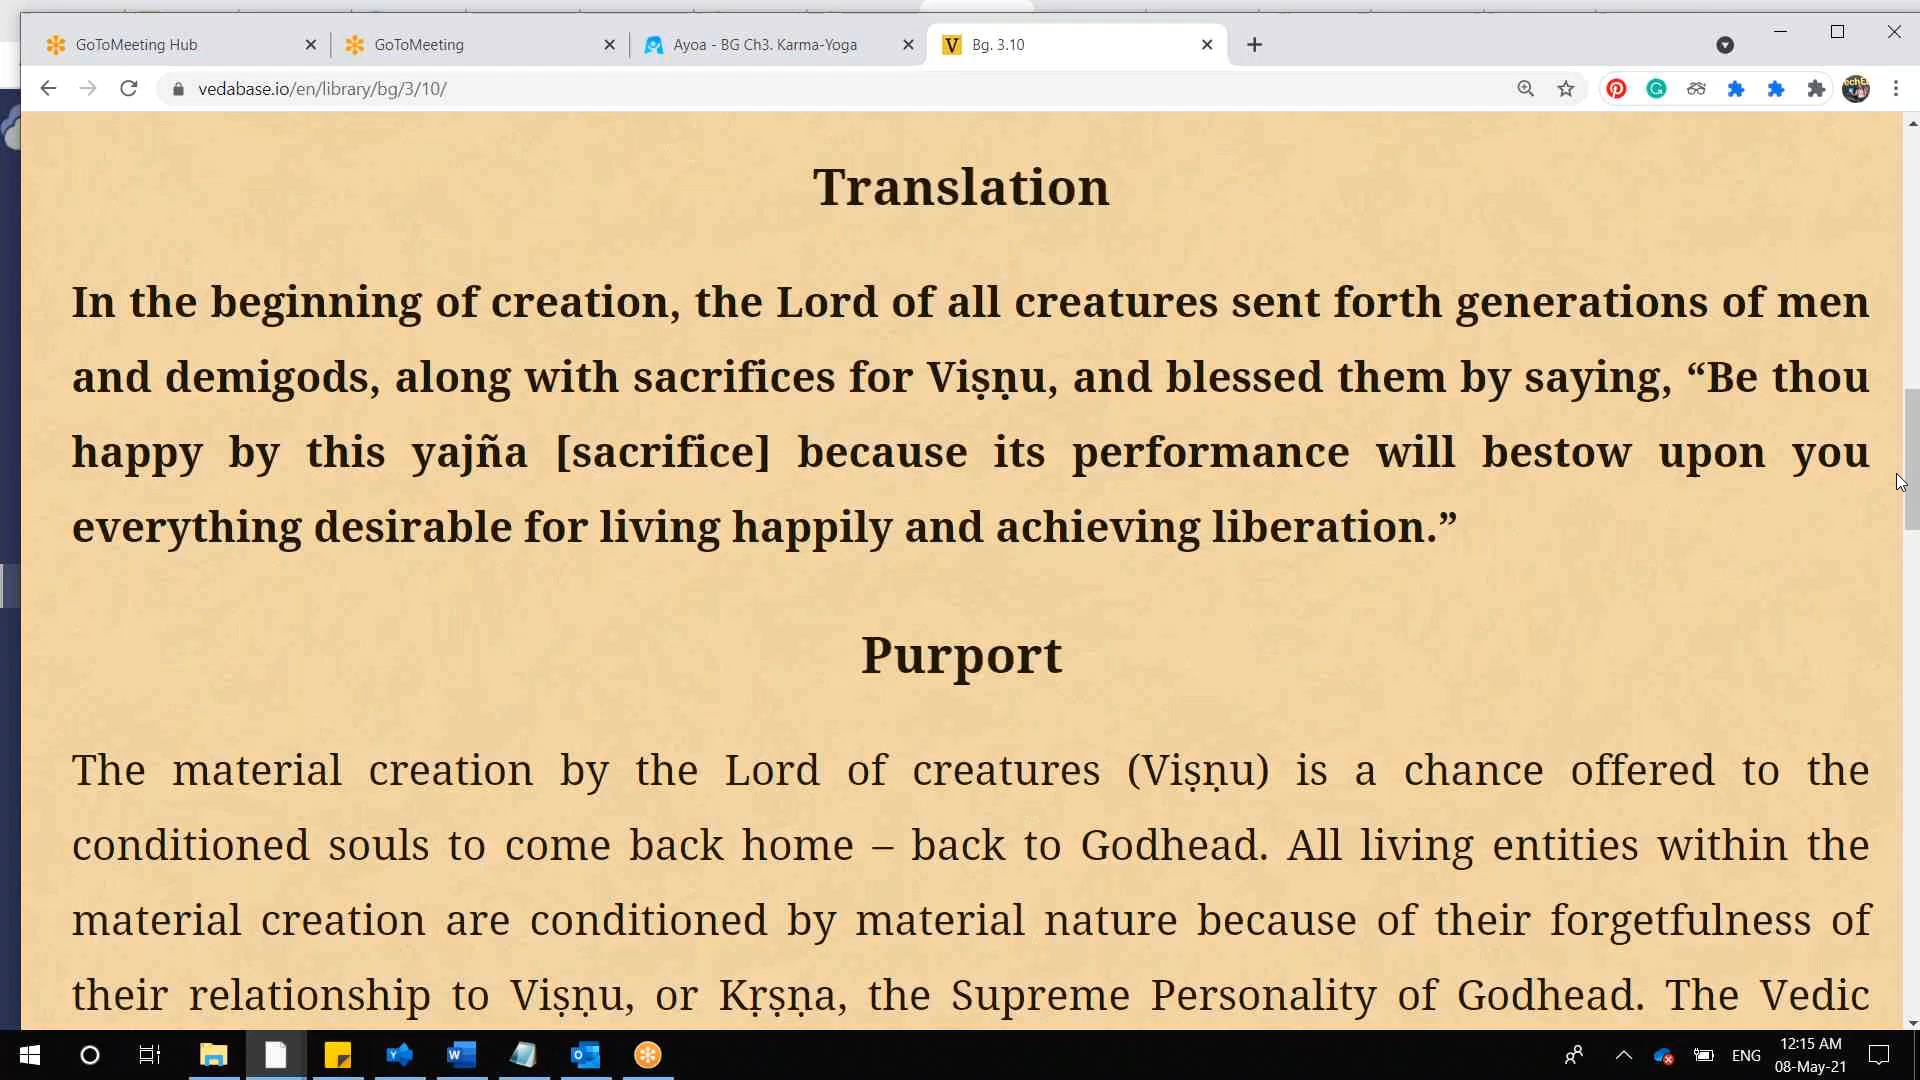 GoToMeeting Hub
GoToMeeting
Ayoa - BG Ch3. Karma-Yoga
V Bg. 3.10
vedabase.io/en/library/bg/3/10/
Translation
In the beginning of creation, the Lord of all creatures sent forth generations of men
and demigods, along with sacrifices for Viṣṇu, and blessed them by saying, “Be thou
happy by this yajña [sacrifice] because its performance will bestow upon you
everything desirable for living happily and achieving liberation.”
Purport
The material creation by the Lord of creatures (Viṣṇu) is a chance offered to the
conditioned souls to come back home – back to Godhead. All living entities within the
material creation are conditioned by material nature because of their forgetfulness of
their relationship to Viṣṇu, or Kṛṣṇa, the Supreme Personality of Godhead. The Vedic
ENG
12:15 AM
08-May-21